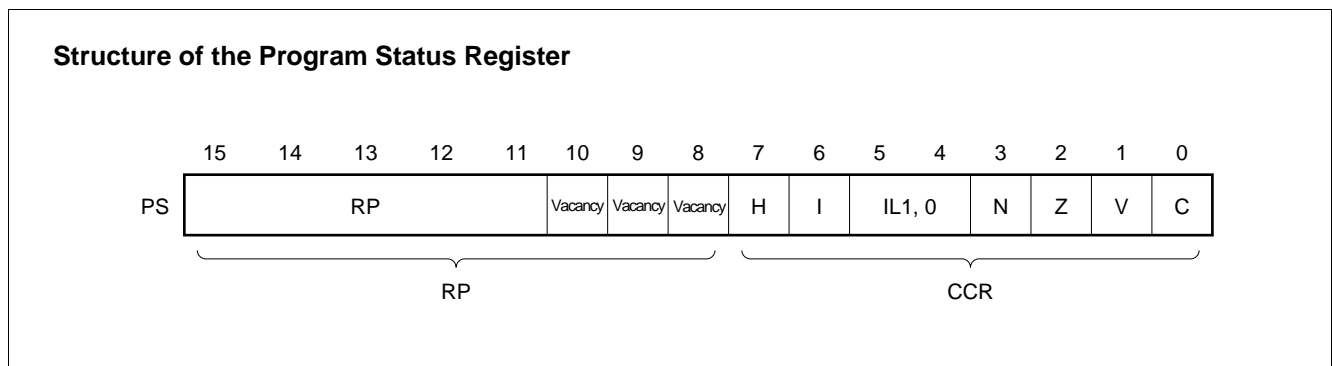 Structure of the Program Status Register
15 14 13 12 11 10 9 8 7 6 5 4 3 2 1 0
PS RP Vacancy Vacancy Vacancy H I IL1, 0 N Z V C
RP CCR